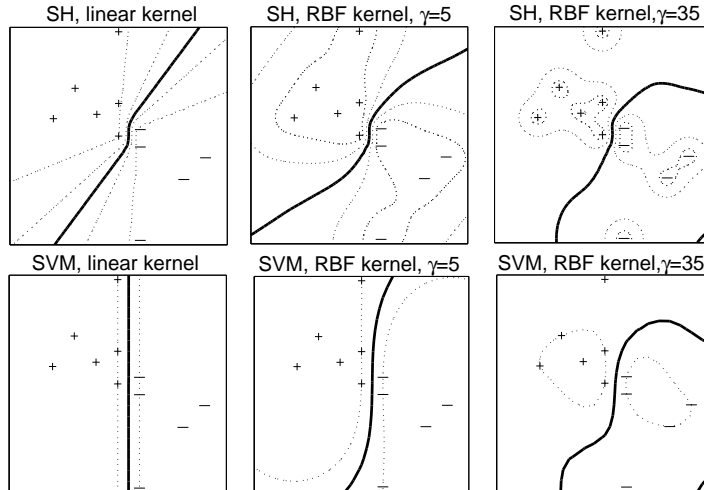 SH, linear kernel
SH, RBF kernel, γ=5
SH, RBF kernel,γ=35
SVM, linear kernel
SVM, RBF kernel, γ=5
SVM, RBF kernel,γ=35